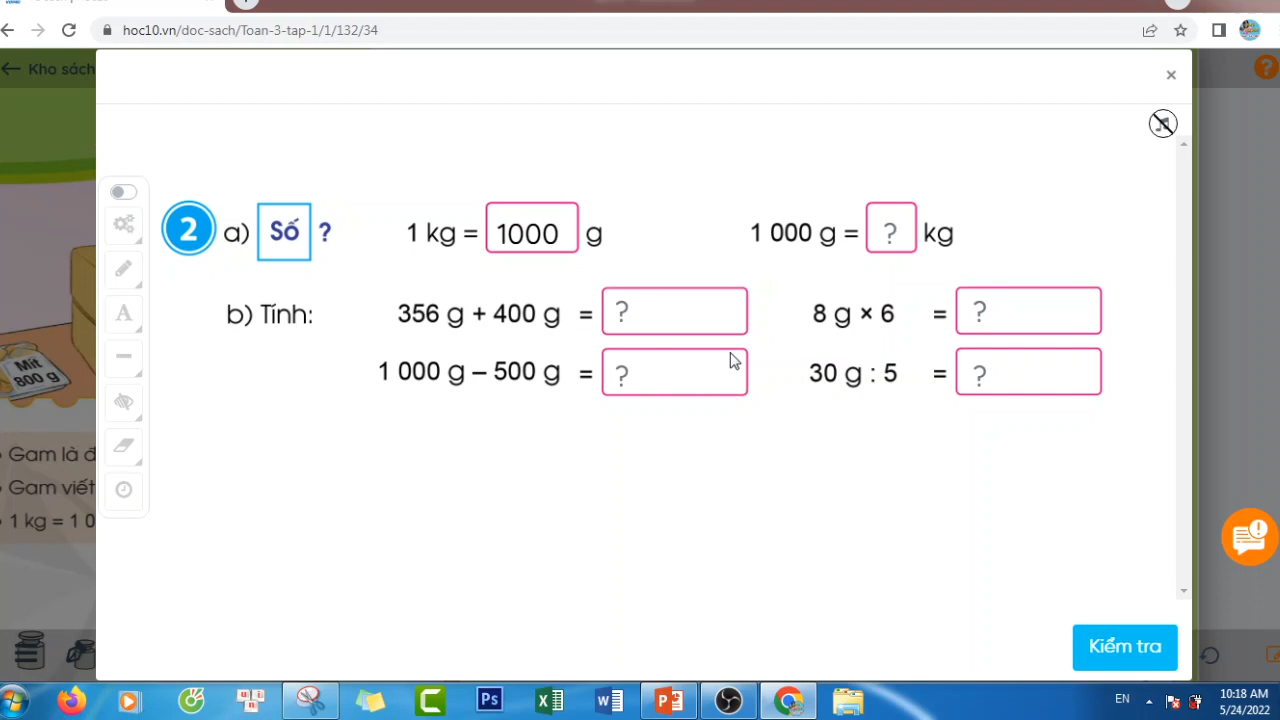 hoc10.vn/doc-sach/Toan-3-tap-1/1/132/34
Kho sách
?
×
2 a) Số ? 1 kg = 1000 g 1 000 g = ? kg
b) Tính: 356 g + 400 g = ? 8 g × 6 = ?
1 000 g – 500 g = ? 30 g : 5 = ?
A
Mít
800 g
Gam là đ
Gam viết
1 kg = 1 0
Kiểm tra
Ps
EN
10:18 AM
5/24/2022